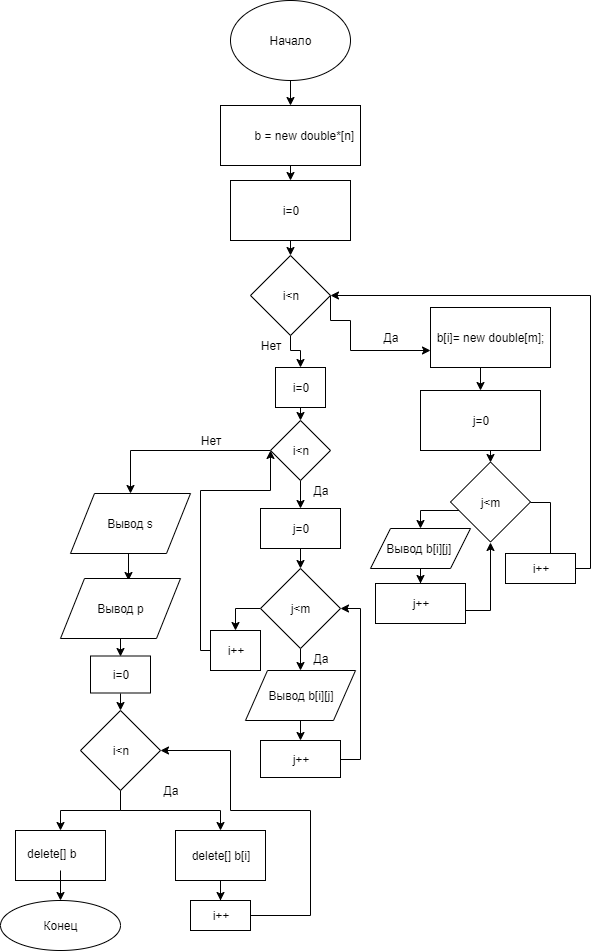 Начало
b = new double*[n]
i=0
i<n
Да
b[i]= new double[m];
Нет
i=0
j=0
i<n
Нет
Да
j<m
Вывод s
j=0
Вывод b[i][j]
i++
j++
Вывод p
j<m
i++
Да
i=0
Вывод b[i][j]
i<n
j++
Да
delete[] b
delete[] b[i]
i++
Конец